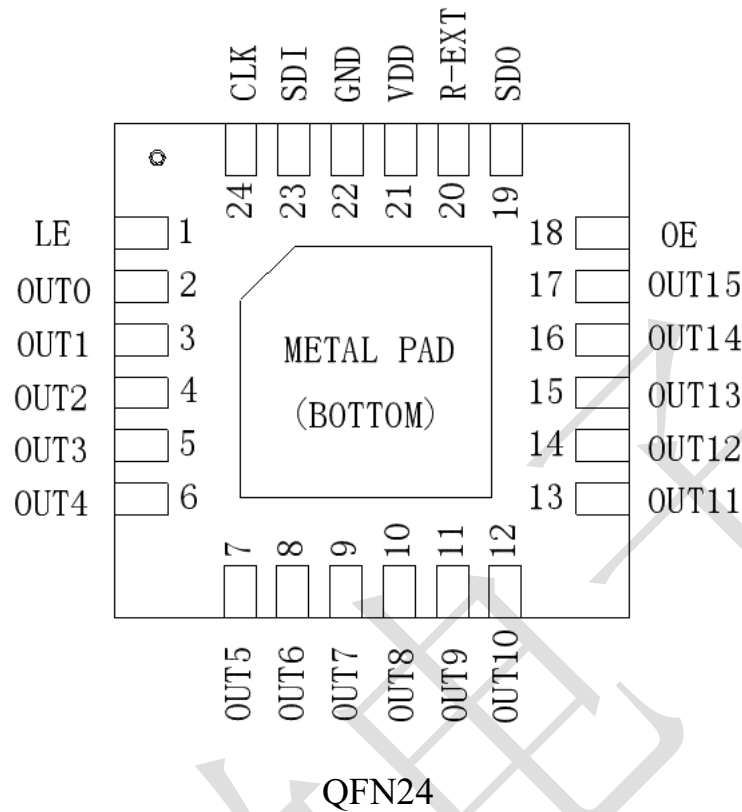 CLK SDI GND VDD R-EXT SDO
24 23 22 21 20 19
LE 1 18 OE
OUT0 2 17 OUT15
OUT1 3 16 OUT14
OUT2 4 15 OUT13
OUT3 5 14 OUT12
OUT4 6 13 OUT11
METAL PAD
(BOTTOM)
7 8 9 10 11 12
OUT5 OUT6 OUT7 OUT8 OUT9 OUT10
QFN24